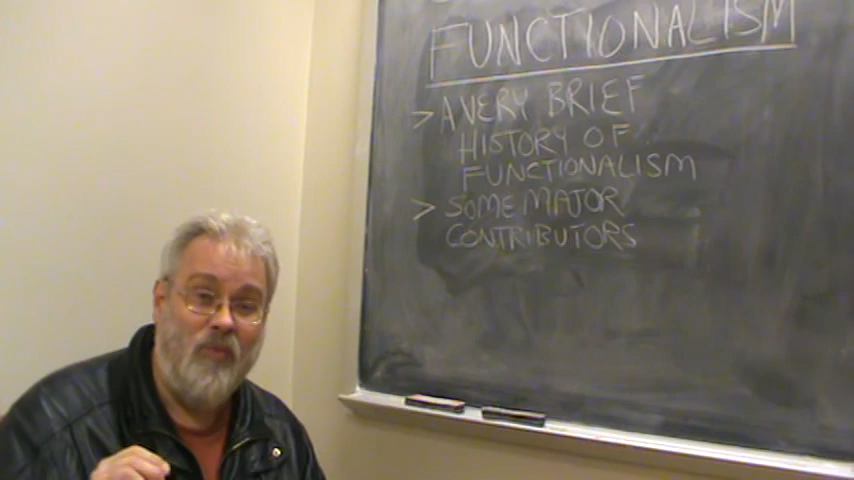 FUNCTIONALISM
> A VERY BRIEF
HISTORY OF
FUNCTIONALISM
> SOME MAJOR
CONTRIBUTORS